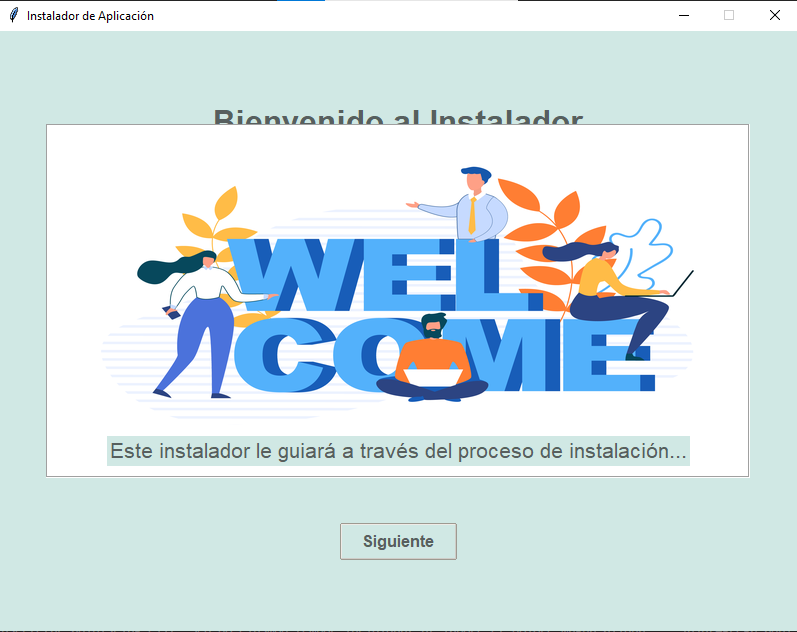 Instalador de Aplicación
Bienvenido al Instalador
WEL
COME
Este instalador le guiará a través del proceso de instalación...
Siguiente